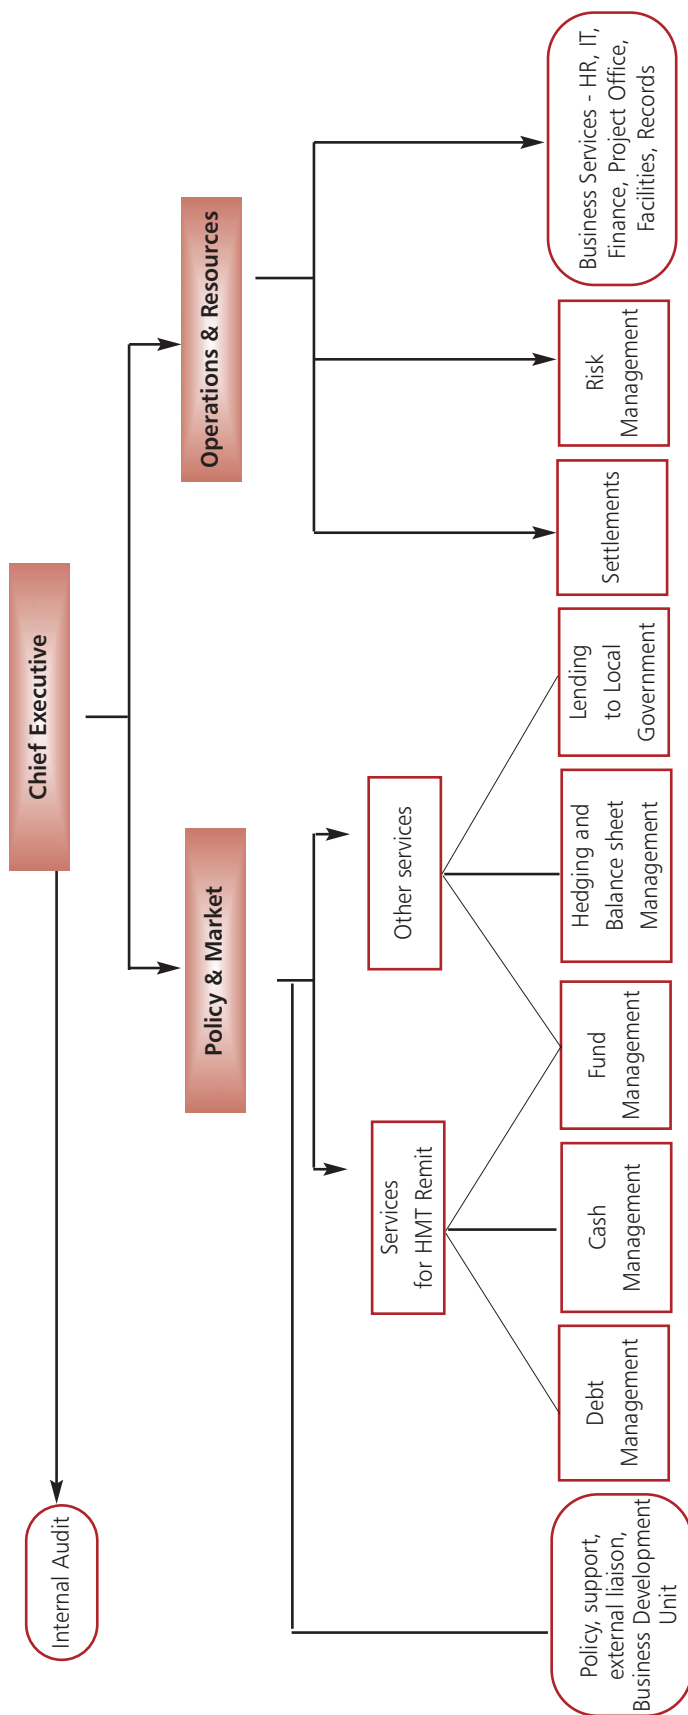 Chief Executive
Internal Audit
Policy & Market
Operations & Resources
Services
for HMT Remit
Other services
Policy, support,
external liaison,
Business Development
Unit
Debt
Management
Cash
Management
Fund
Management
Hedging and
Balance sheet
Management
Lending
to Local
Government
Settlements
Risk
Management
Business Services - HR, IT,
Finance, Project Office,
Facilities, Records